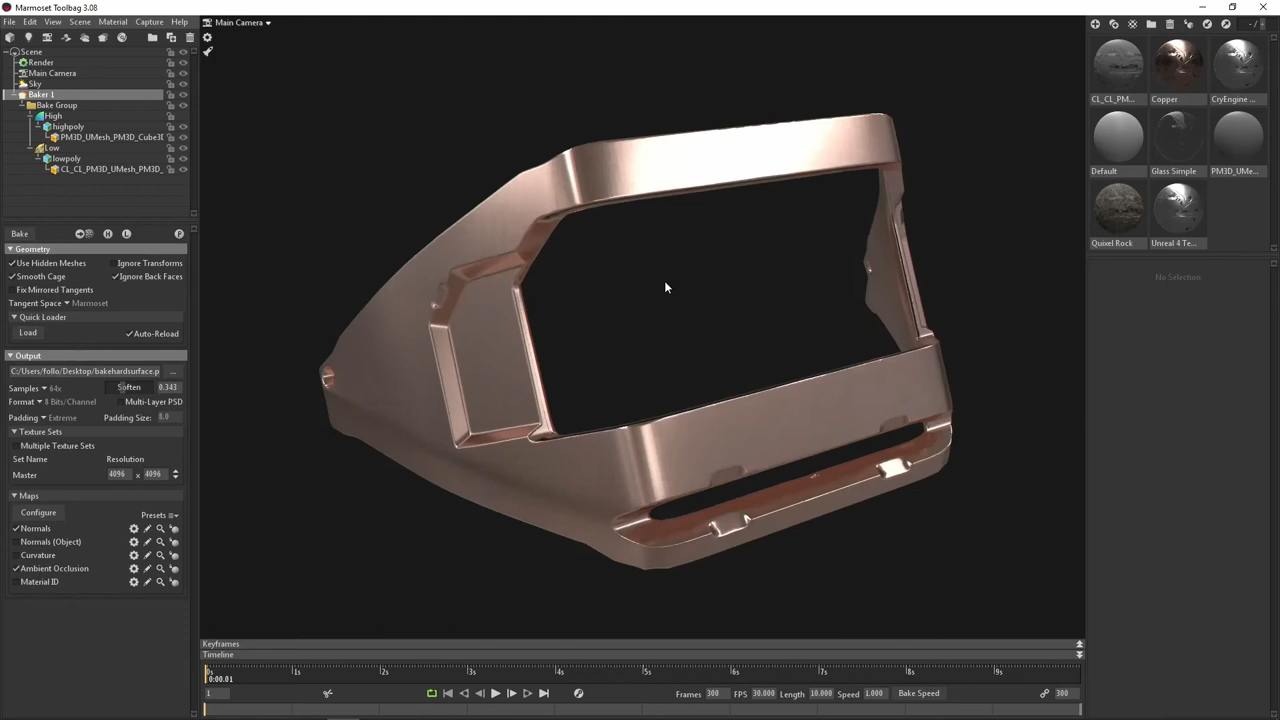 Marmoset Toolbag 3.08
File Edit View Scene Material Capture Help
Main Camera
Scene
Render
Main Camera
Sky
Baker 1
Bake Group
High
highpoly
PM3D_UMesh_PM3D_Cube3D
Low
lowpoly
CL_CL_PM3D_UMesh_PM3D_
Bake H L P
Geometry
Use Hidden Meshes Ignore Transforms
Smooth Cage Ignore Back Faces
Fix Mirrored Tangents
Tangent Space Marmoset
Quick Loader
Load Auto-Reload
Output
C:/Users/follo/Desktop/bakehardsurface.p ...
Samples 64x Soften 0.343
Format 8 Bits/Channel Multi-Layer PSD
Padding Extreme Padding Size: 8.0
Texture Sets
Multiple Texture Sets
Set Name Resolution
Master 4096 x 4096
Maps
Configure Presets
Normals
Normals (Object)
Curvature
Ambient Occlusion
Material ID
CL_CL_PM... Copper CryEngine ...
Default Glass Simple PM3D_UMe...
Quixel Rock Unreal 4 Te...
No Selection
Keyframes
Timeline
0s 1s 2s 3s 4s 5s 6s 7s 8s 9s
0:00.01
1 Frames 300 FPS 30.000 Length 10.000 Speed 1.000 Bake Speed 300